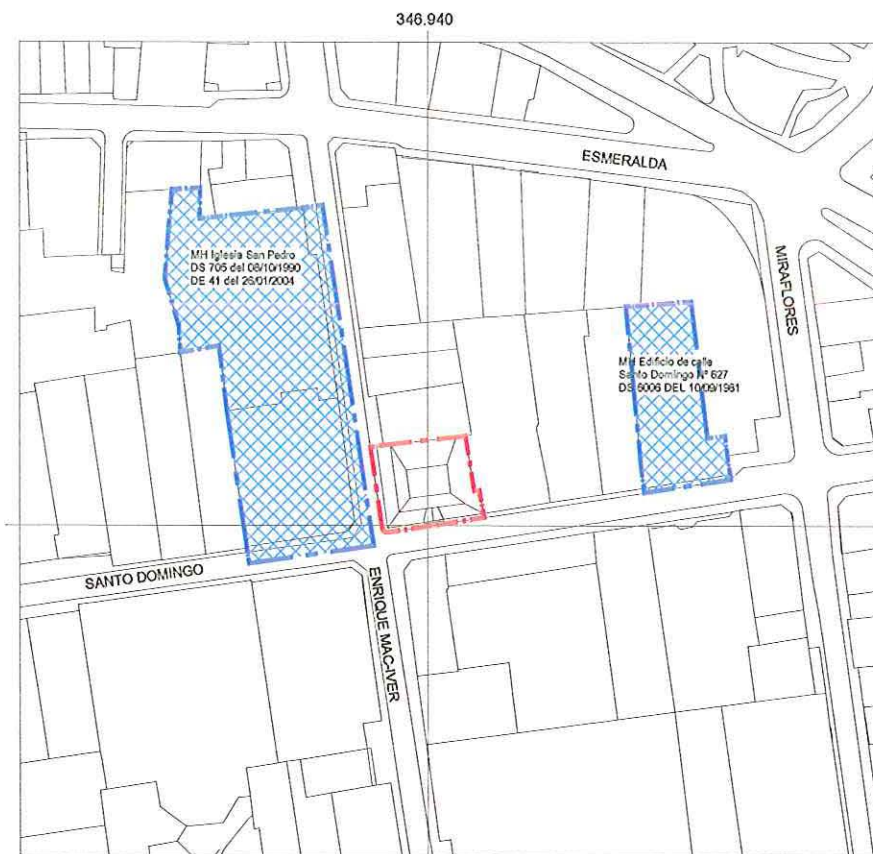 346.940
ESMERALDA
MIRAFLORES
MH Iglesia San Pedro
DS 705 del 08/10/1990
DE 41 del 26/01/2004
MH Edificio de calle
Santo Domingo Nº 627
DS 6006 DEL 10/09/1981
SANTO DOMINGO
ENRIQUE MAC-IVER